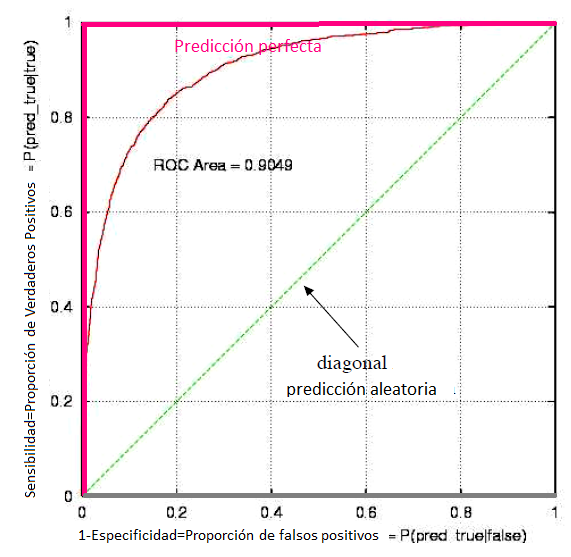 1
Predicción perfecta
0.8
ROC Area = 0.9049
0.6
0.4
0.2
0
Sensibilidad=Proporción de Verdaderos Positivos = P(pred_true|true)
diagonal
predicción aleatoria
0 0.2 0.4 0.6 0.8 1
1-Especificidad=Proporción de falsos positivos = P(pred_true|false)